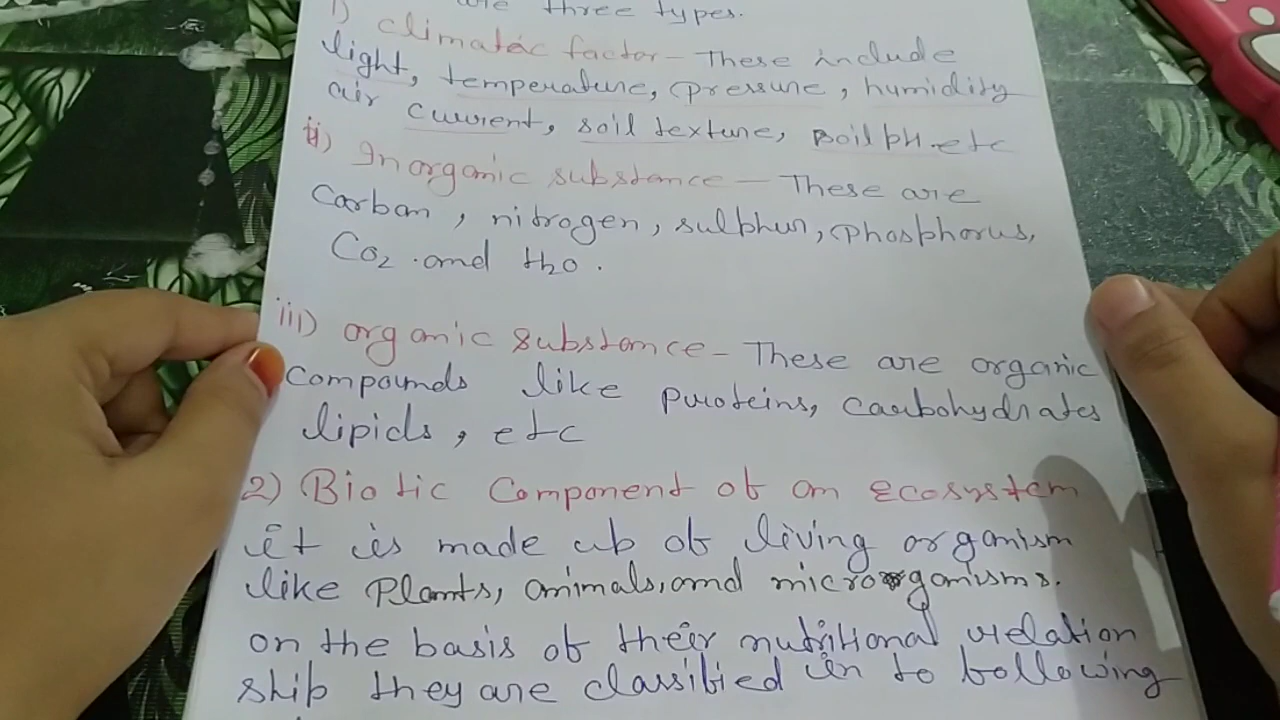 are three types.
i) climatic factor - These include
light, temperature, pressure, humidity
air current, soil texture, soil pH. etc
ii) Inorganic substance - These are
Carbon, nitrogen, sulphur, phosphorus,
CO2 and H2O.
iii) organic substance - These are organic
Compounds like proteins, carbohydrates
lipids, etc
2) Biotic Component of an Ecosystem
it is made up of living organism
like Plants, animals, and microorganisms.
on the basis of their nutritional relation
ship they are classified in to following